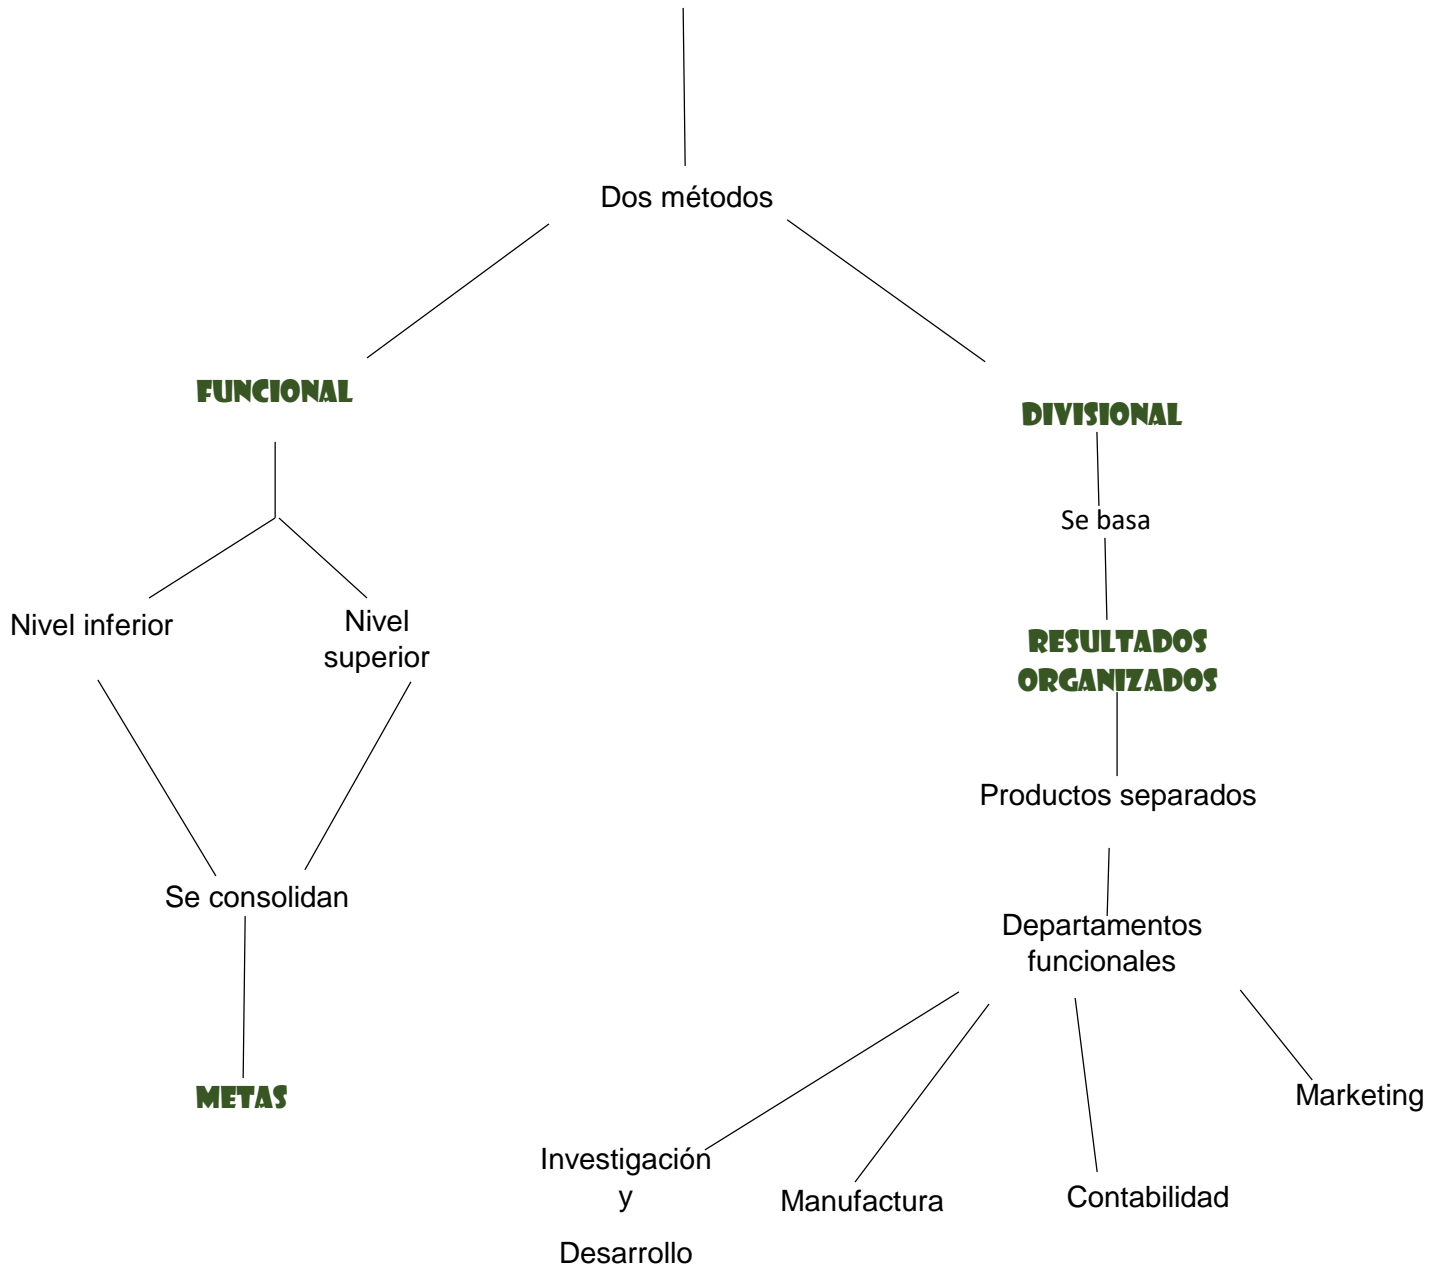 Dos métodos
FUNCIONAL
DIVISIONAL
Se basa
Nivel inferior
Nivel
superior
RESULTADOS
ORGANIZADOS
Productos separados
Se consolidan
Departamentos
funcionales
METAS
Marketing
Investigación
y
Desarrollo
Manufactura
Contabilidad